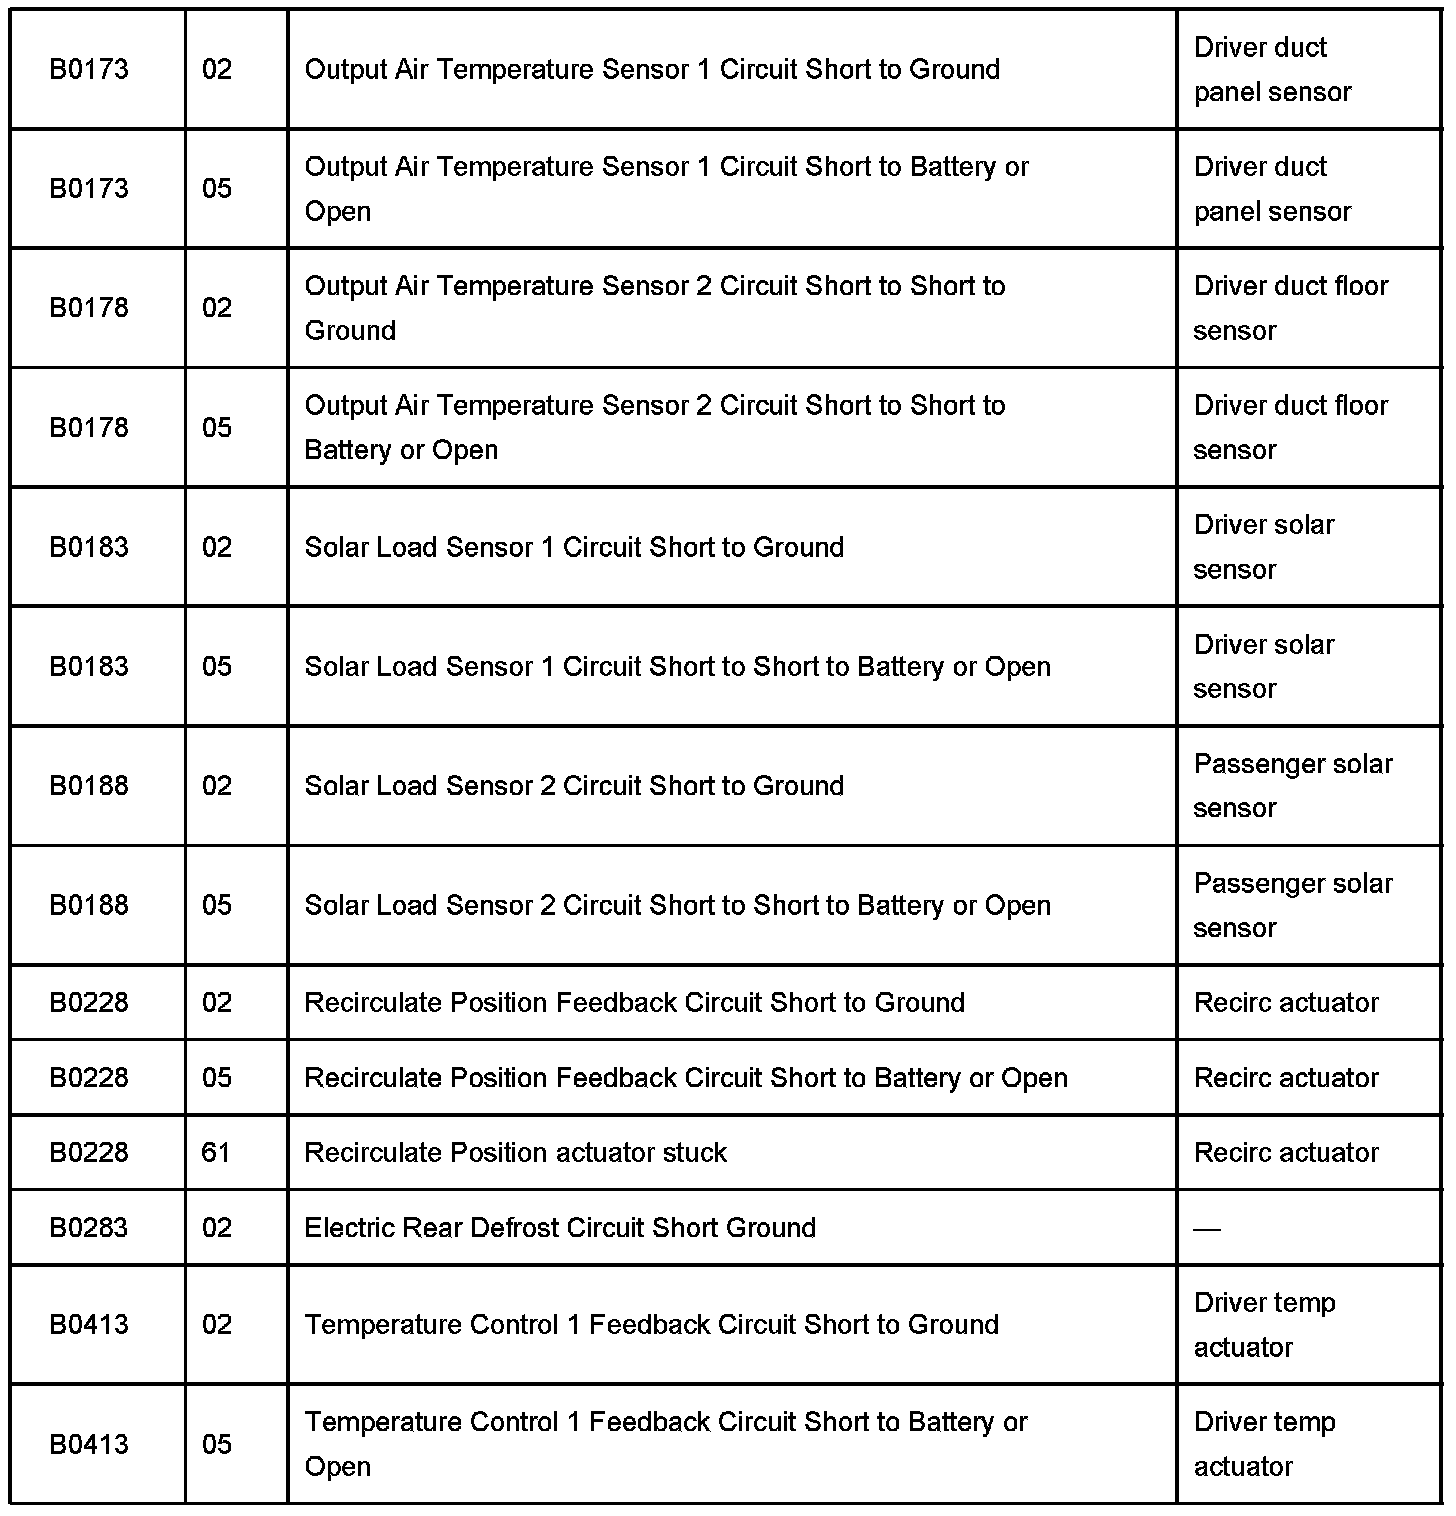 B0173 02 Output Air Temperature Sensor 1 Circuit Short to Ground Driver duct
panel sensor
B0173 05 Output Air Temperature Sensor 1 Circuit Short to Battery or
Open
Driver duct
panel sensor
B0178 02 Output Air Temperature Sensor 2 Circuit Short to Short to
Ground
Driver duct floor
sensor
B0178 05 Output Air Temperature Sensor 2 Circuit Short to Short to
Battery or Open
Driver duct floor
sensor
B0183 02 Solar Load Sensor 1 Circuit Short to Ground Driver solar
sensor
B0183 05 Solar Load Sensor 1 Circuit Short to Short to Battery or Open Driver solar
sensor
B0188 02 Solar Load Sensor 2 Circuit Short to Ground Passenger solar
sensor
B0188 05 Solar Load Sensor 2 Circuit Short to Short to Battery or Open Passenger solar
sensor
B0228 02 Recirculate Position Feedback Circuit Short to Ground Recirc actuator
B0228 05 Recirculate Position Feedback Circuit Short to Battery or Open Recirc actuator
B0228 61 Recirculate Position actuator stuck Recirc actuator
B0283 02 Electric Rear Defrost Circuit Short Ground —
B0413 02 Temperature Control 1 Feedback Circuit Short to Ground Driver temp
actuator
B0413 05 Temperature Control 1 Feedback Circuit Short to Battery or
Open
Driver temp
actuator